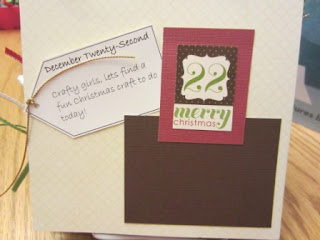 December Twenty-Second
Crafty girls, lets find a
fun Christmas craft to do
today!
22
merry
christmas